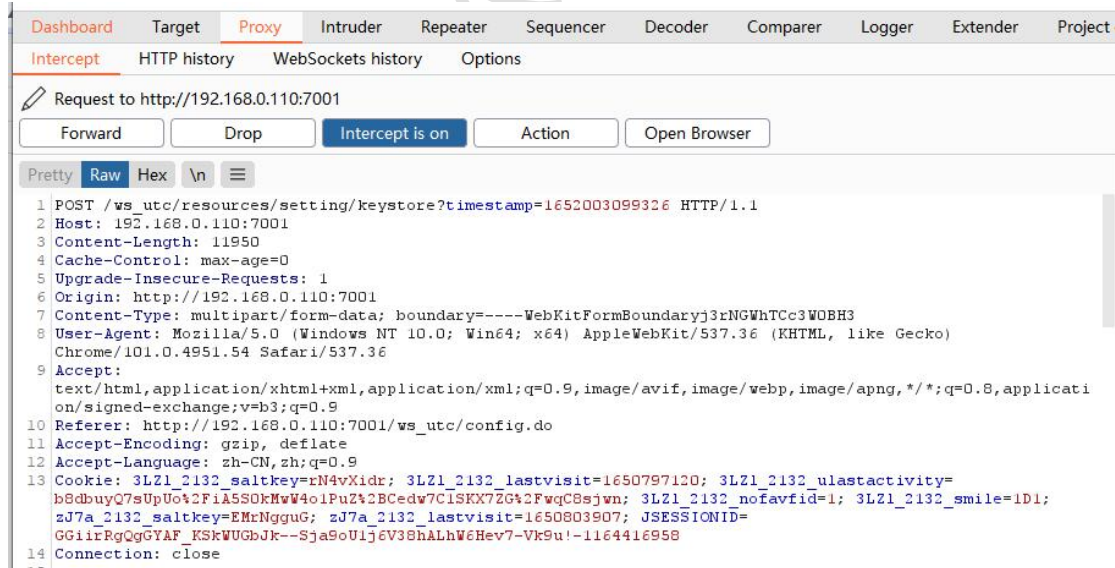 Dashboard Target Proxy Intruder Repeater Sequencer Decoder Comparer Logger Extender Project
Intercept HTTP history WebSockets history Options
Request to http://192.168.0.110:7001
Forward Drop Intercept is on Action Open Browser
Pretty Raw Hex \n
1 POST /ws_utc/resources/setting/keystore?timestamp=1652003099326 HTTP/1.1
2 Host: 192.168.0.110:7001
3 Content-Length: 11950
4 Cache-Control: max-age=0
5 Upgrade-Insecure-Requests: 1
6 Origin: http://192.168.0.110:7001
7 Content-Type: multipart/form-data; boundary=----WebKitFormBoundaryj3rNGWhTCc3WOBH3
8 User-Agent: Mozilla/5.0 (Windows NT 10.0; Win64; x64) AppleWebKit/537.36 (KHTML, like Gecko)
Chrome/101.0.4951.54 Safari/537.36
9 Accept:
text/html,application/xhtml+xml,application/xml;q=0.9,image/avif,image/webp,image/apng,*/*;q=0.8,applicati
on/signed-exchange;v=b3;q=0.9
10 Referer: http://192.168.0.110:7001/ws_utc/config.do
11 Accept-Encoding: gzip, deflate
12 Accept-Language: zh-CN,zh;q=0.9
13 Cookie: 3LZ1_2132_saltkey=rN4vXidr; 3LZ1_2132_lastvisit=1650797120; 3LZ1_2132_ulastactivity=
b8dbuyQ7sUpUo%2FiA5SOkMwW4o1PuZ%2BCedw7C1SKX7ZG%2FwqC8sjwn; 3LZ1_2132_nofavfid=1; 3LZ1_2132_smile=1D1;
zJ7a_2132_saltkey=EMrNgguG; zJ7a_2132_lastvisit=1650803907; JSESSIONID=
GGiirRgQgGYAF_KSkWUGbJk--Sja9oU1j6V38hALhW6Hev7-Vk9u!-1164416958
14 Connection: close